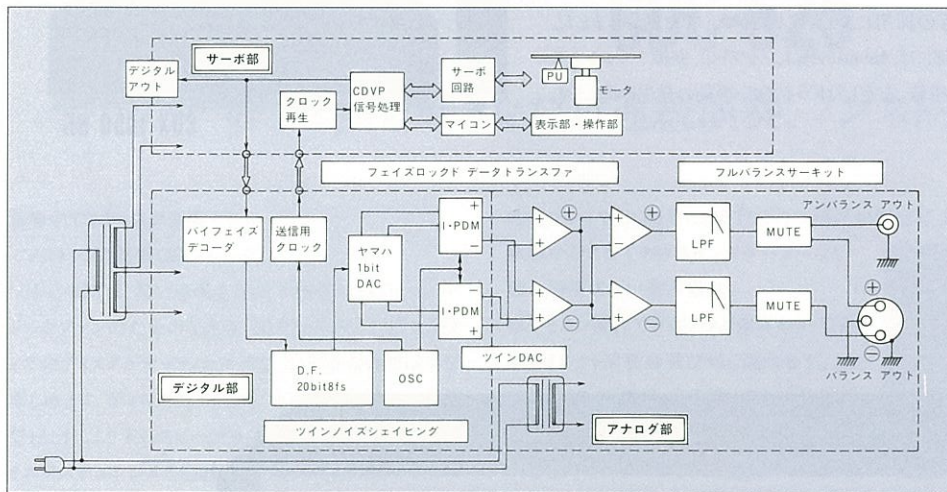 サーボ部
デジタル
アウト
クロック
再生
CDVP
信号処理
サーボ
回路
PU
モータ
マイコン
表示部・操作部
フェイズロックド データトランスファ
フルバランスサーキット
バイフェイズ
デコーダ
送信用
クロック
ヤマハ
1bit
DAC
I・PDM
+
−
I・PDM
−
+
+
−
⊕
+
−
⊕
LPF
MUTE
アンバランス アウト
+
+
⊖
−
+
⊖
LPF
MUTE
⊕
⊖
バランス アウト
D.F.
20bit8fs
OSC
ツインDAC
デジタル部
ツインノイズシェイピング
アナログ部